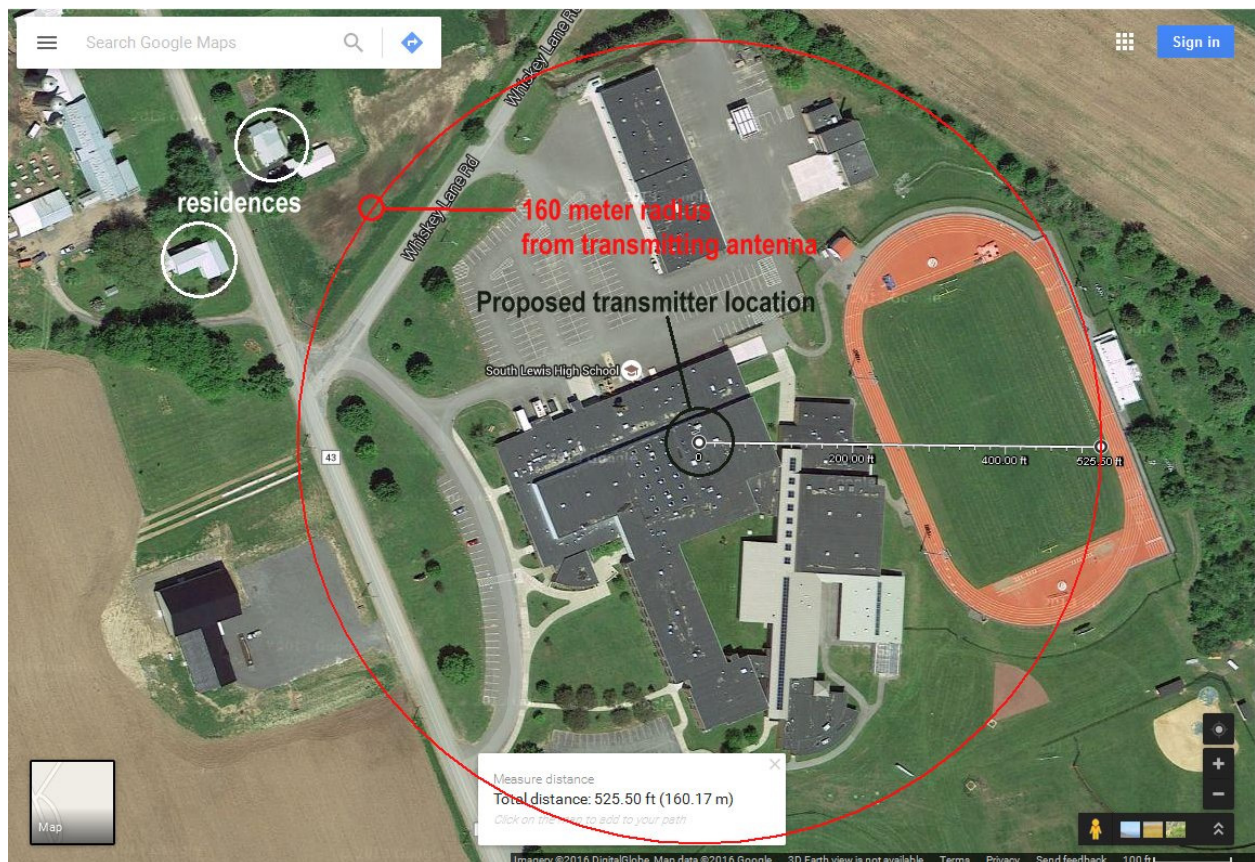 Search Google Maps
Sign in
Whiskey Lane Rd
Whiskey Lane Rd
residences
160 meter radius
from transmitting antenna
Proposed transmitter location
South Lewis High School
0
200.00 ft
400.00 ft
525.50 ft
43
Measure distance
Total distance: 525.50 ft (160.17 m)
Click on the map to add to your path
Map
Imagery ©2016 DigitalGlobe, Map data ©2016 Google 3D Earth view is not available Terms Privacy Send feedback 100 ft